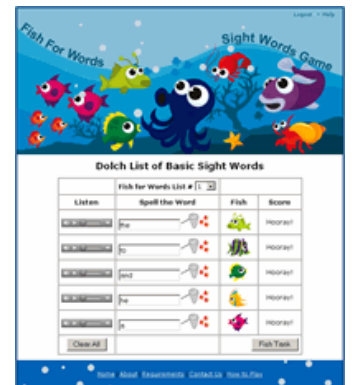 Logout • Help
Fish For Words
Sight Words Game
Dolch List of Basic Sight Words
Fish for Words List # 1
Listen Spell the Word Fish Score
the Hooray!
to Hooray!
and Hooray!
he Hooray!
a Hooray!
Clear All Fish Tank
Home About Requirements Contact Us How to Play